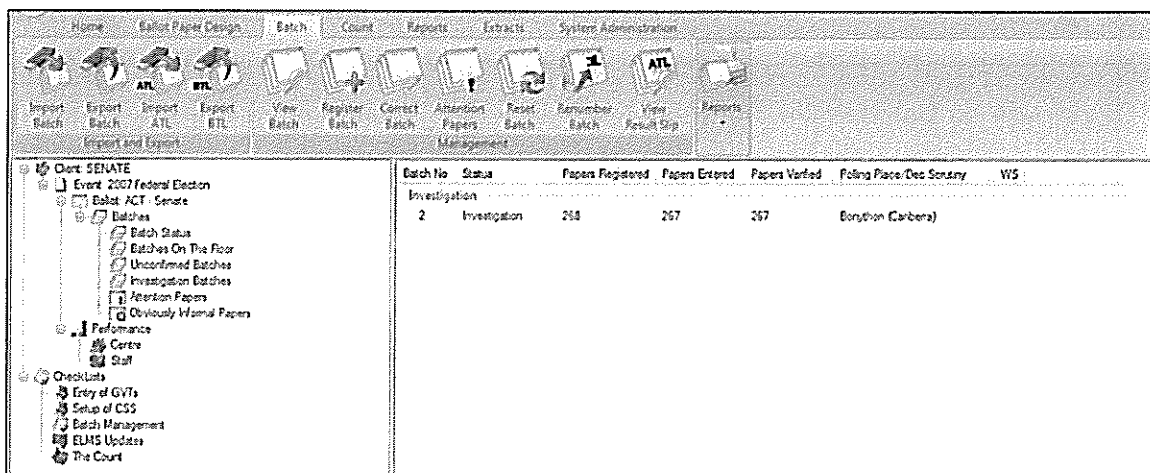 Home Ballot Paper Design Batch Count Reports Extracts System Administration
ATL BTL ATL
Import Batch Export Batch Import ATL Export BTL View Batch Register Batch Correct Batch Attention Papers Reset Batch Renumber Batch View Result Slip Reports
Import and Export Management
Client: SENATE
Event: 2007 Federal Election
Ballot: ACT - Senate
Batches
Batch Status
Batches On The Floor
Unconfirmed Batches
Investigation Batches
Attention Papers
Obviously Informal Papers
Performance
Centre
Staff
CheckLists
Entry of GVTs
Setup of CSS
Batch Management
ELMS Updates
The Count
Batch No Status Papers Registered Papers Entered Papers Verified Polling Place/Dec Scrutiny WS
Investigation
2 Investigation 268 267 267 Bonython (Canberra)